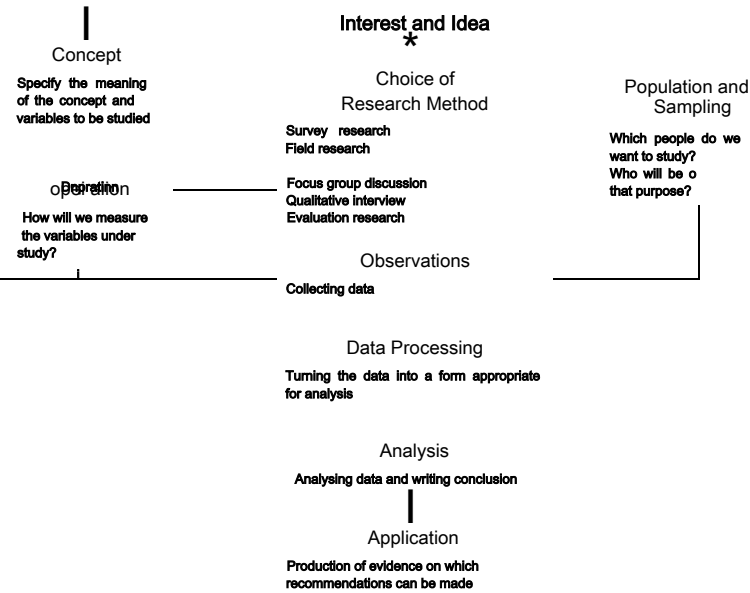 Interest and Idea
*
Concept
Specify the meaning
of the concept and
variables to be studied
operation
How will we measure
the variables under
study?
Choice of
Research Method
Survey research
Field research
Focus group discussion
Qualitative interview
Evaluation research
Population and
Sampling
Which people do we
want to study?
Who will be o
that purpose?
Observations
Collecting data
Data Processing
Turning the data into a form appropriate
for analysis
Analysis
Analysing data and writing conclusion
Application
Production of evidence on which
recommendations can be made